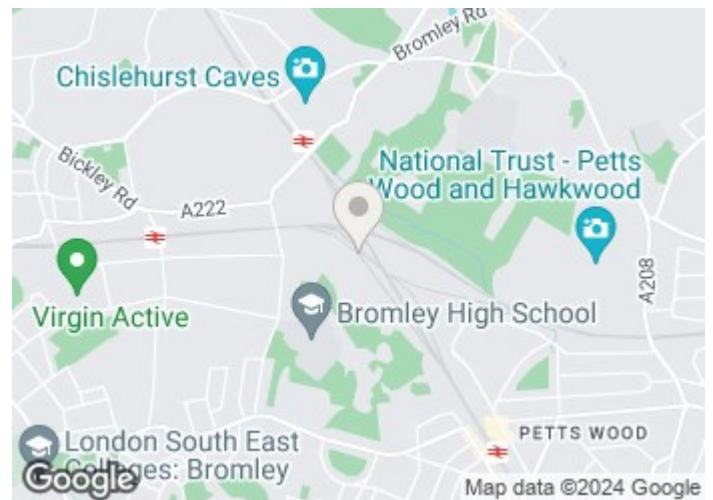 Bromley Rd
Chislehurst Caves
Bickley Rd
National Trust - Petts
Wood and Hawkwood
A222
A208
Virgin Active
Bromley High School
London South East
Colleges: Bromley
PETTS WOOD
Google
Map data ©2024 Google